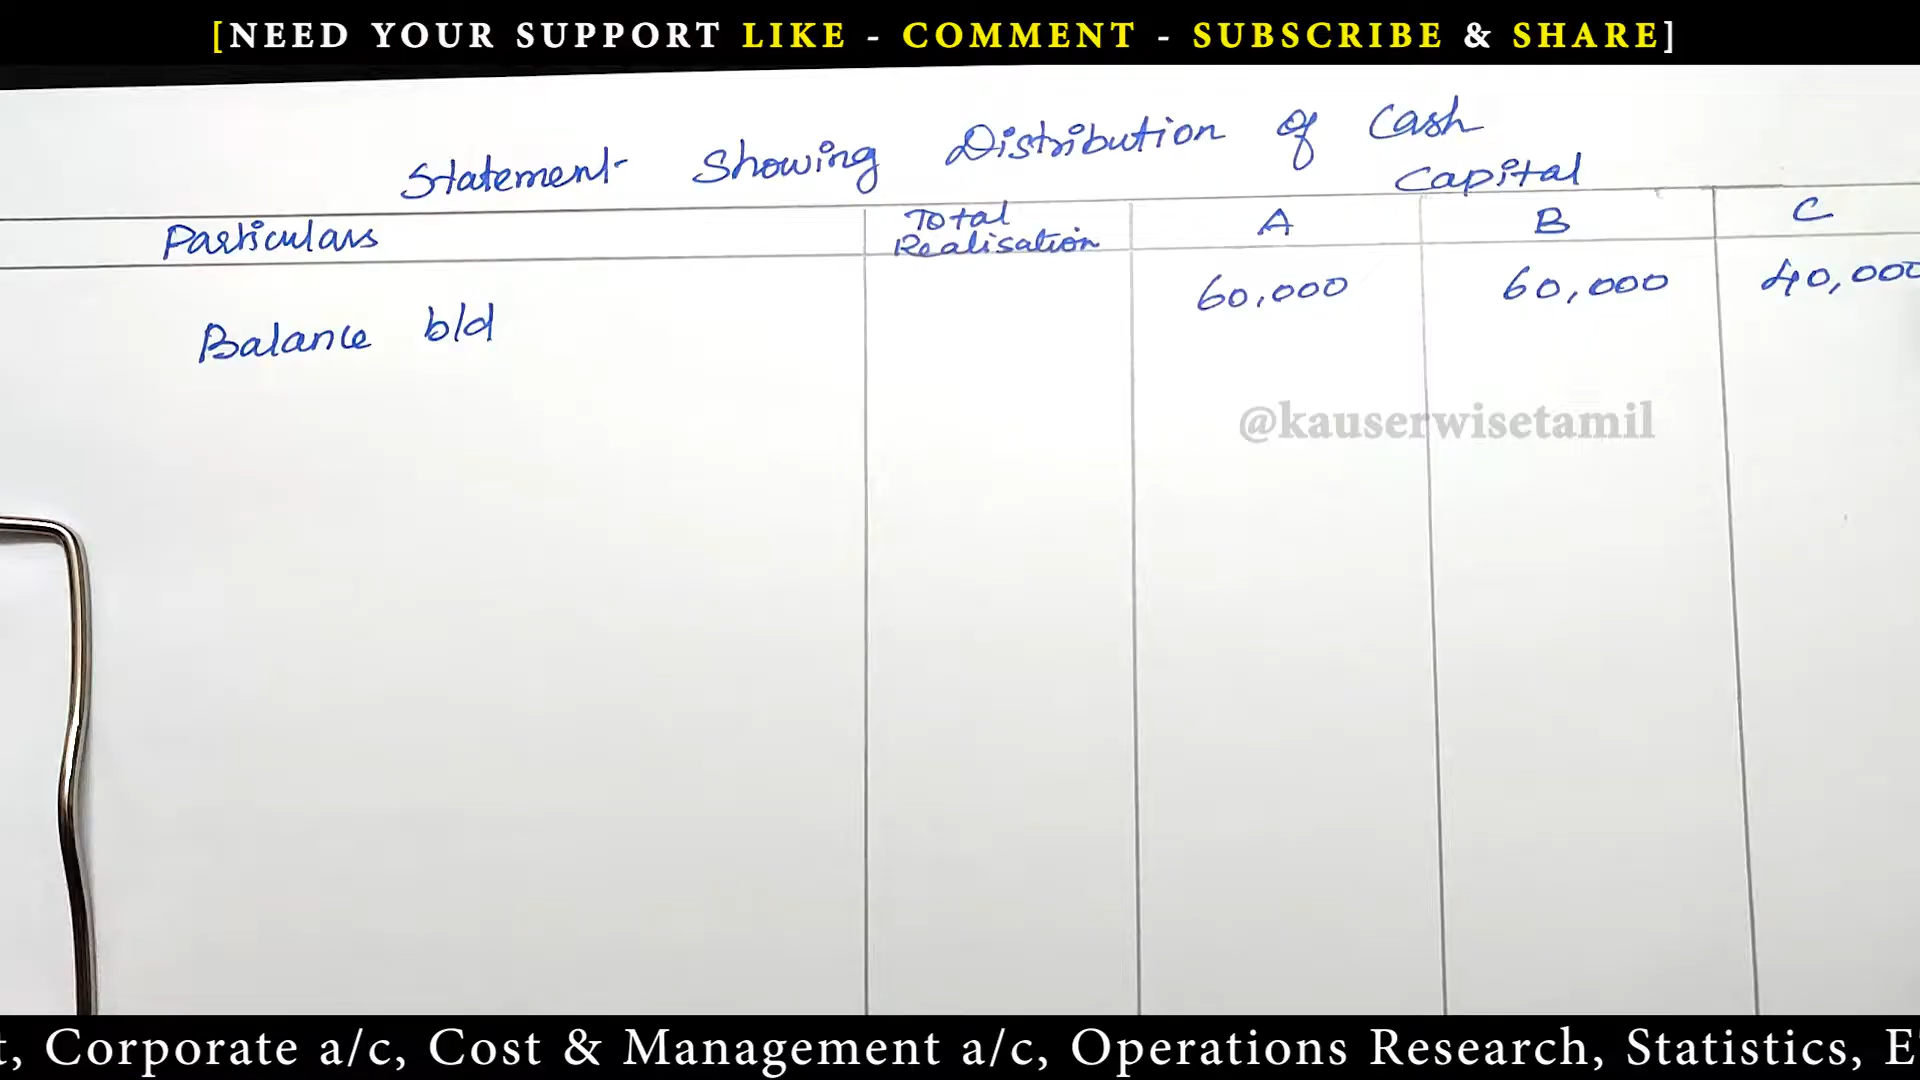 [NEED YOUR SUPPORT LIKE - COMMENT - SUBSCRIBE & SHARE]
Statement Showing Distribution of Cash
Capital
Particulars Total Realisation A B C
Balance b/d 60,000 60,000 40,000
@kauserwisetamil
, Corporate a/c, Cost & Management a/c, Operations Research, Statistics,